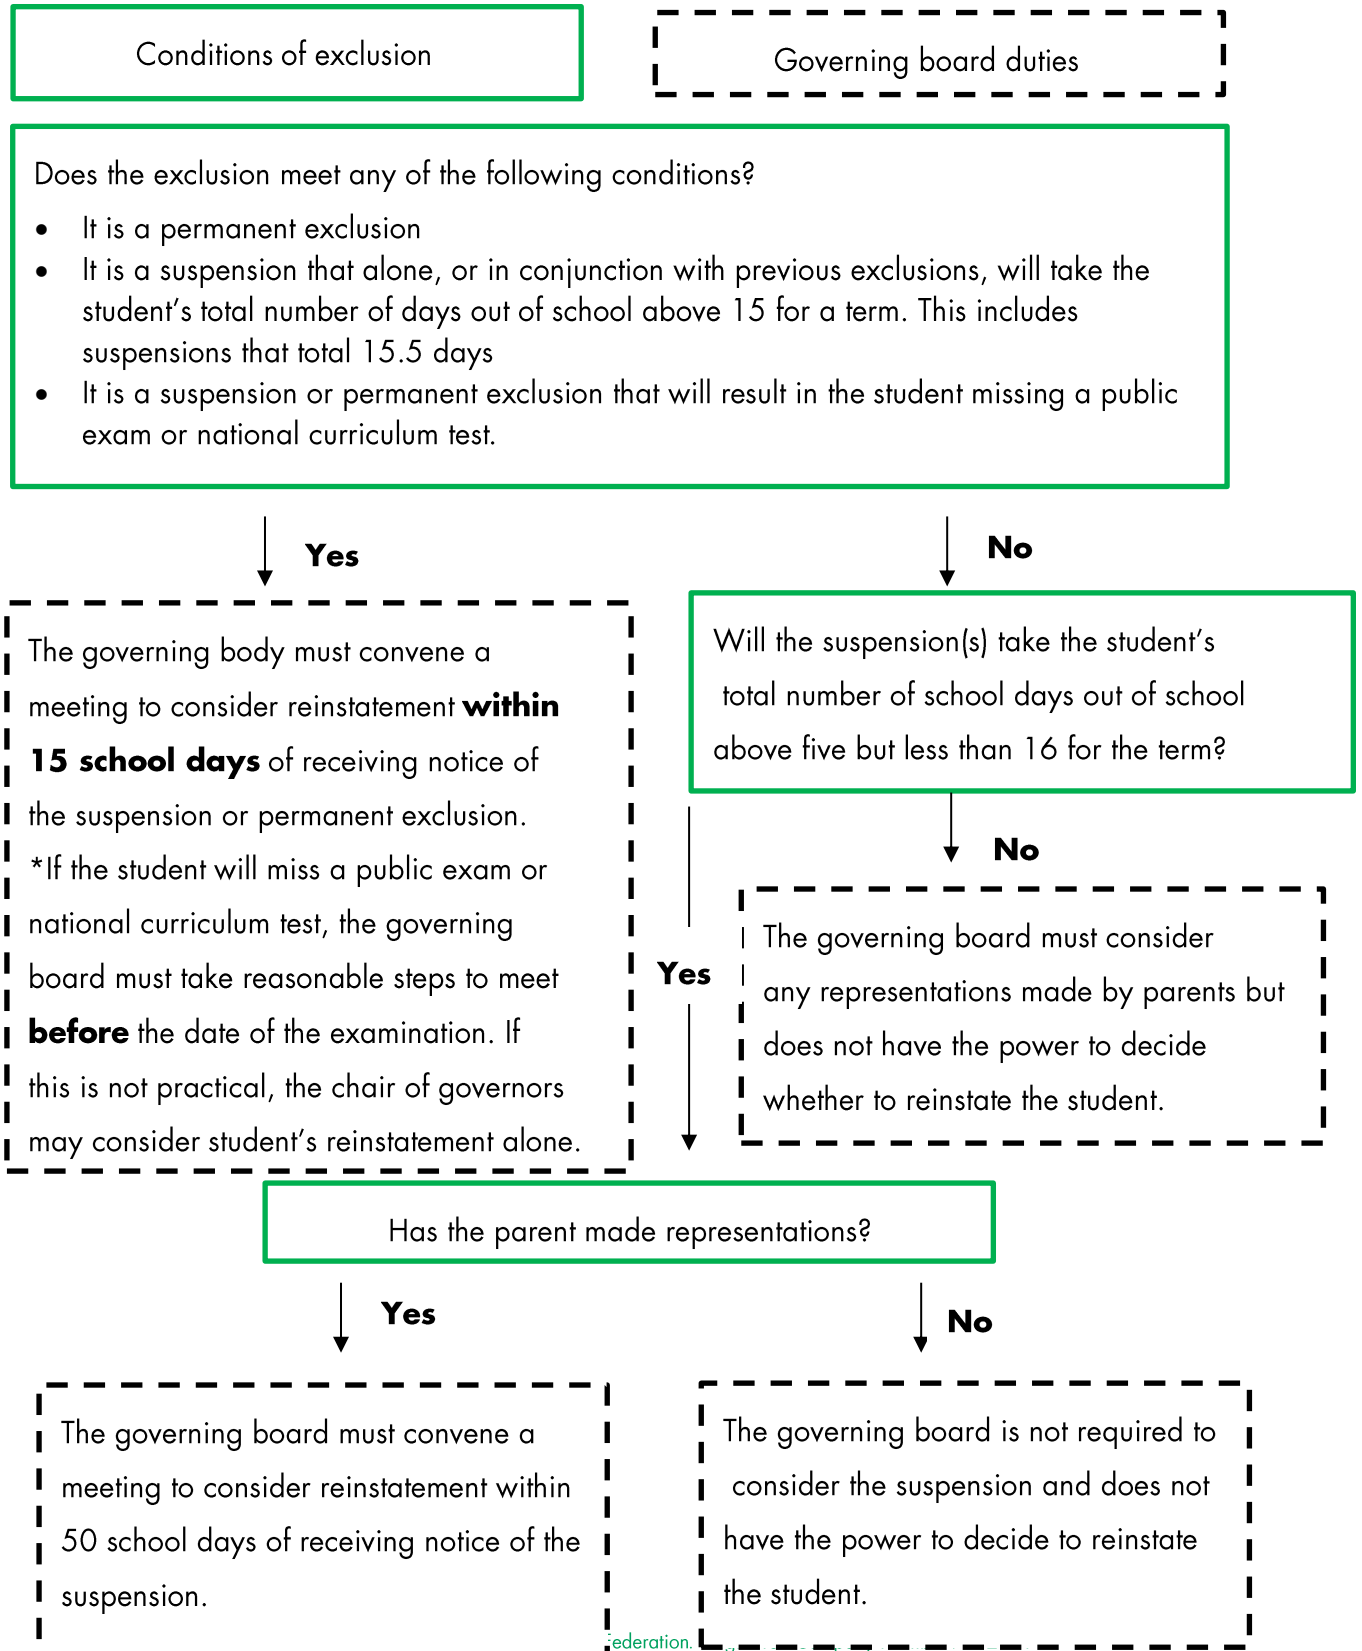 Conditions of exclusion
Governing board duties
Does the exclusion meet any of the following conditions?
• It is a permanent exclusion
• It is a suspension that alone, or in conjunction with previous exclusions, will take the
student’s total number of days out of school above 15 for a term. This includes
suspensions that total 15.5 days
• It is a suspension or permanent exclusion that will result in the student missing a public
exam or national curriculum test.
Yes
No
The governing body must convene a
meeting to consider reinstatement within
15 school days of receiving notice of
the suspension or permanent exclusion.
*If the student will miss a public exam or
national curriculum test, the governing
board must take reasonable steps to meet
before the date of the examination. If
this is not practical, the chair of governors
may consider student’s reinstatement alone.
Will the suspension(s) take the student’s
total number of school days out of school
above five but less than 16 for the term?
No
Yes
The governing board must consider
any representations made by parents but
does not have the power to decide
whether to reinstate the student.
Has the parent made representations?
Yes
No
The governing board must convene a
meeting to consider reinstatement within
50 school days of receiving notice of the
suspension.
The governing board is not required to
consider the suspension and does not
have the power to decide to reinstate
the student.
ederation.